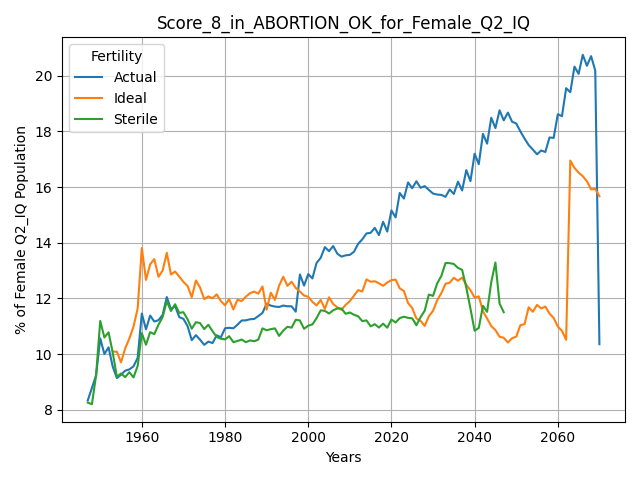 Score_8_in_ABORTION_OK_for_Female_Q2_IQ
Fertility
Actual
Ideal
Sterile
% of Female Q2_IQ Population
20
18
16
14
12
10
8
1960
1980
2000
2020
2040
2060
Years